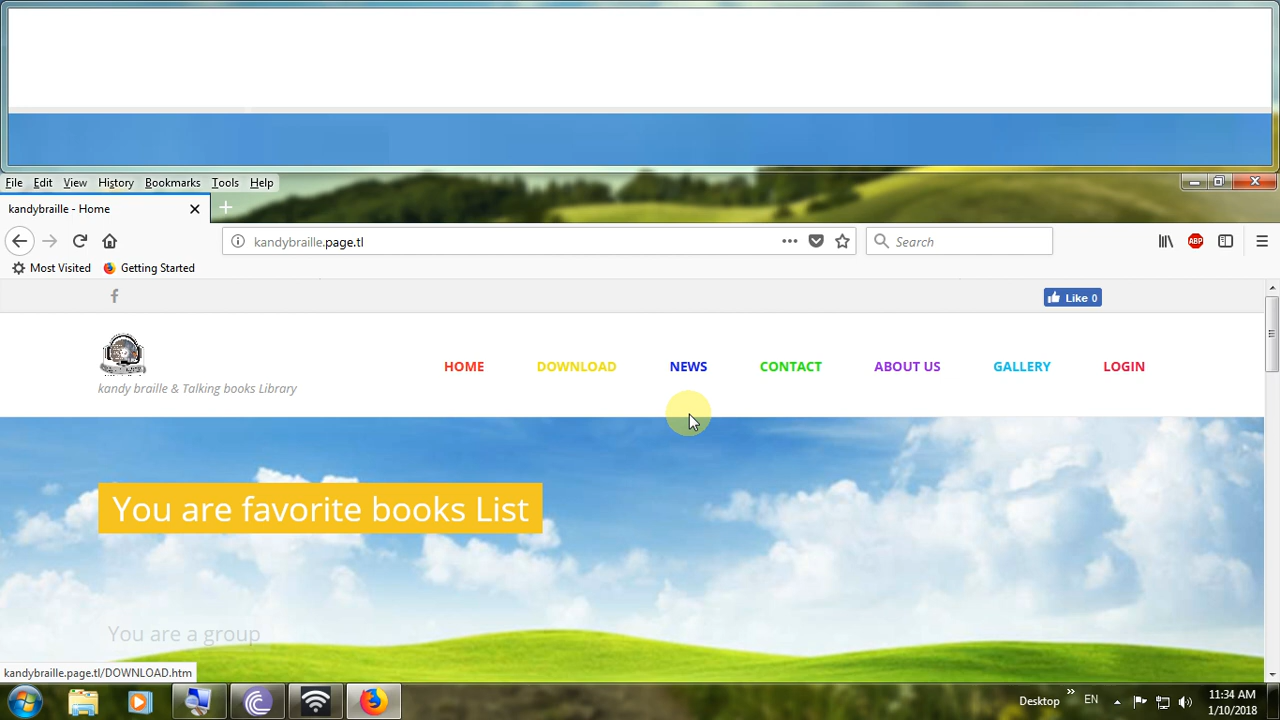 File Edit View History Bookmarks Tools Help
kandybraille - Home
kandybraille.page.tl
Search
Most Visited Getting Started
Like 0
HOME DOWNLOAD NEWS CONTACT ABOUT US GALLERY LOGIN
kandy braille & Talking books Library
You are favorite books List
You are a group
kandybraille.page.tl/DOWNLOAD.htm
Desktop EN 11:34 AM
1/10/2018